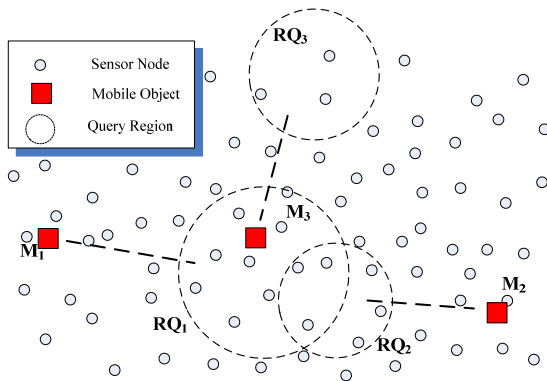 RQ3
Sensor Node
Mobile Object
Query Region
M3
M1
M2
RQ1
RQ2